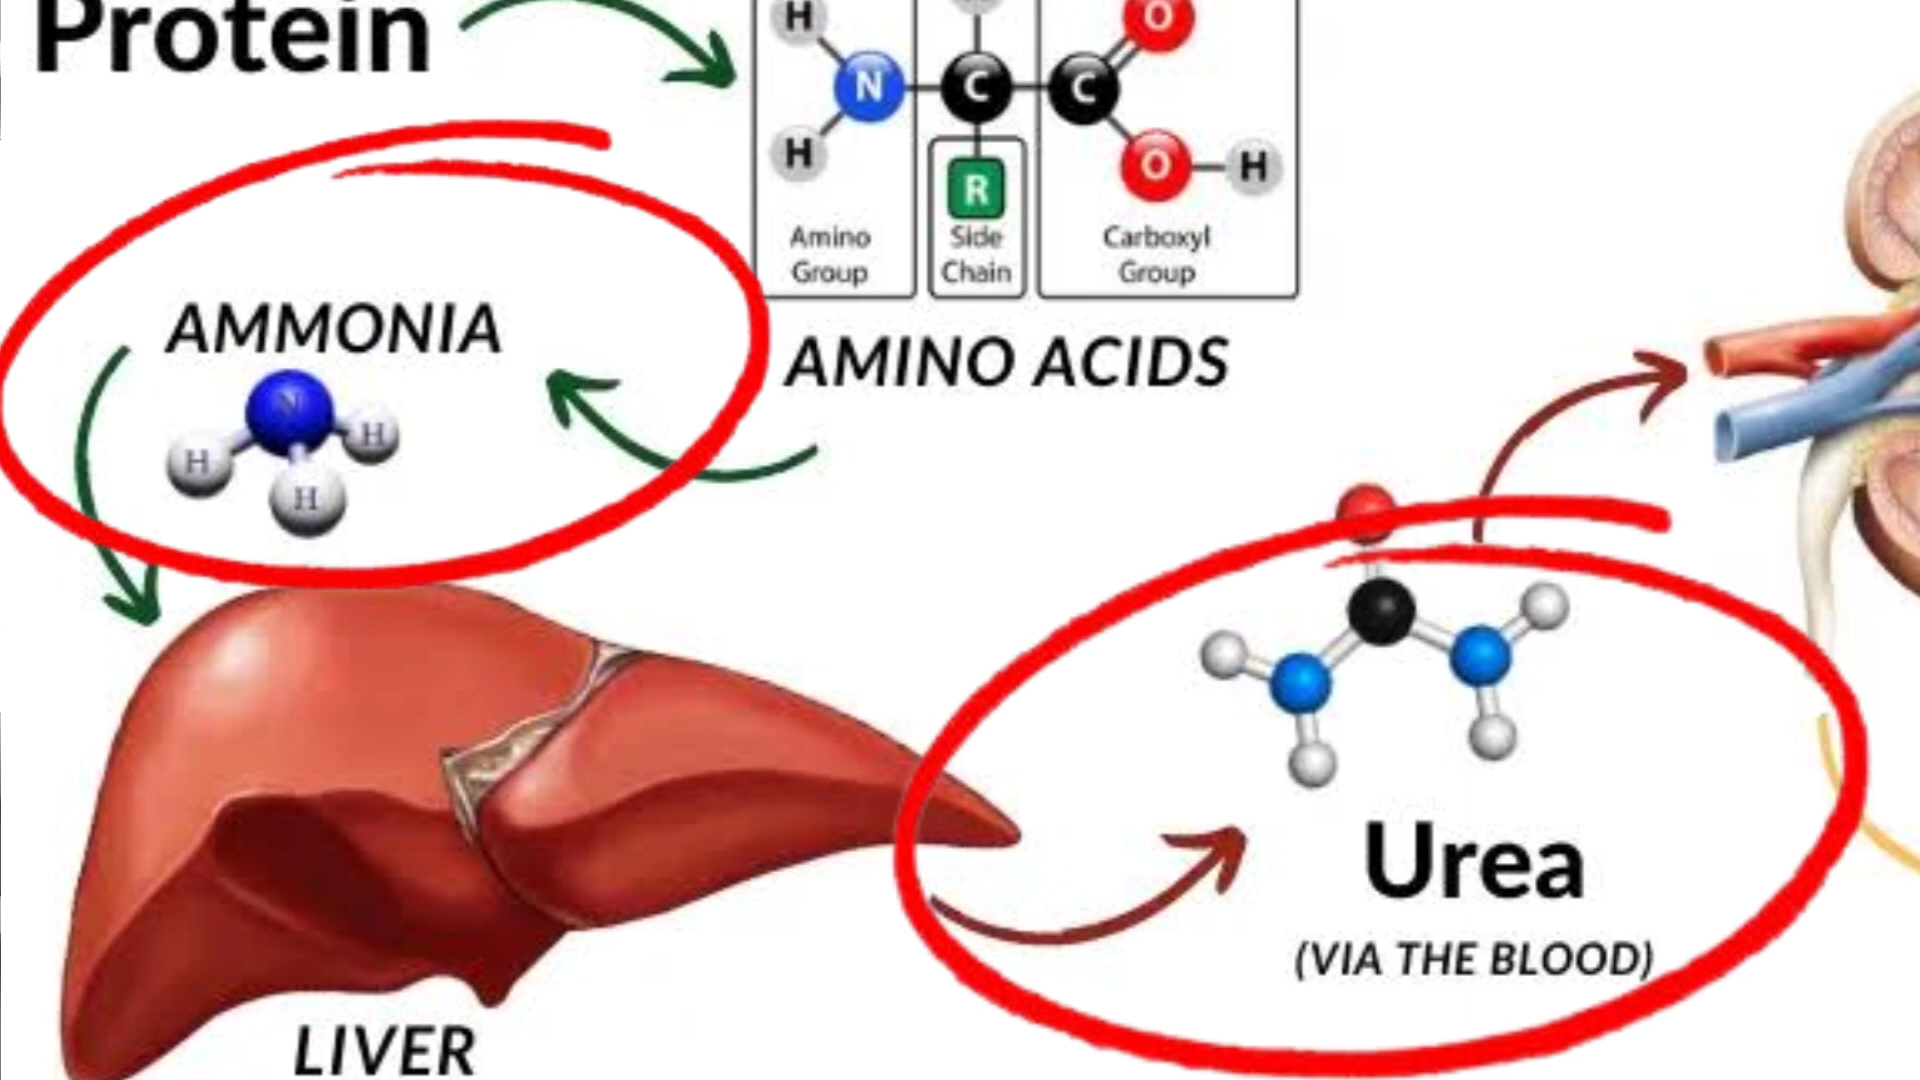 Protein
H
O
N
C
C
H
R
O
H
Amino
Group
Side
Chain
Carboxyl
Group
AMMONIA
N
H
H
H
AMINO ACIDS
Urea
(VIA THE BLOOD)
LIVER